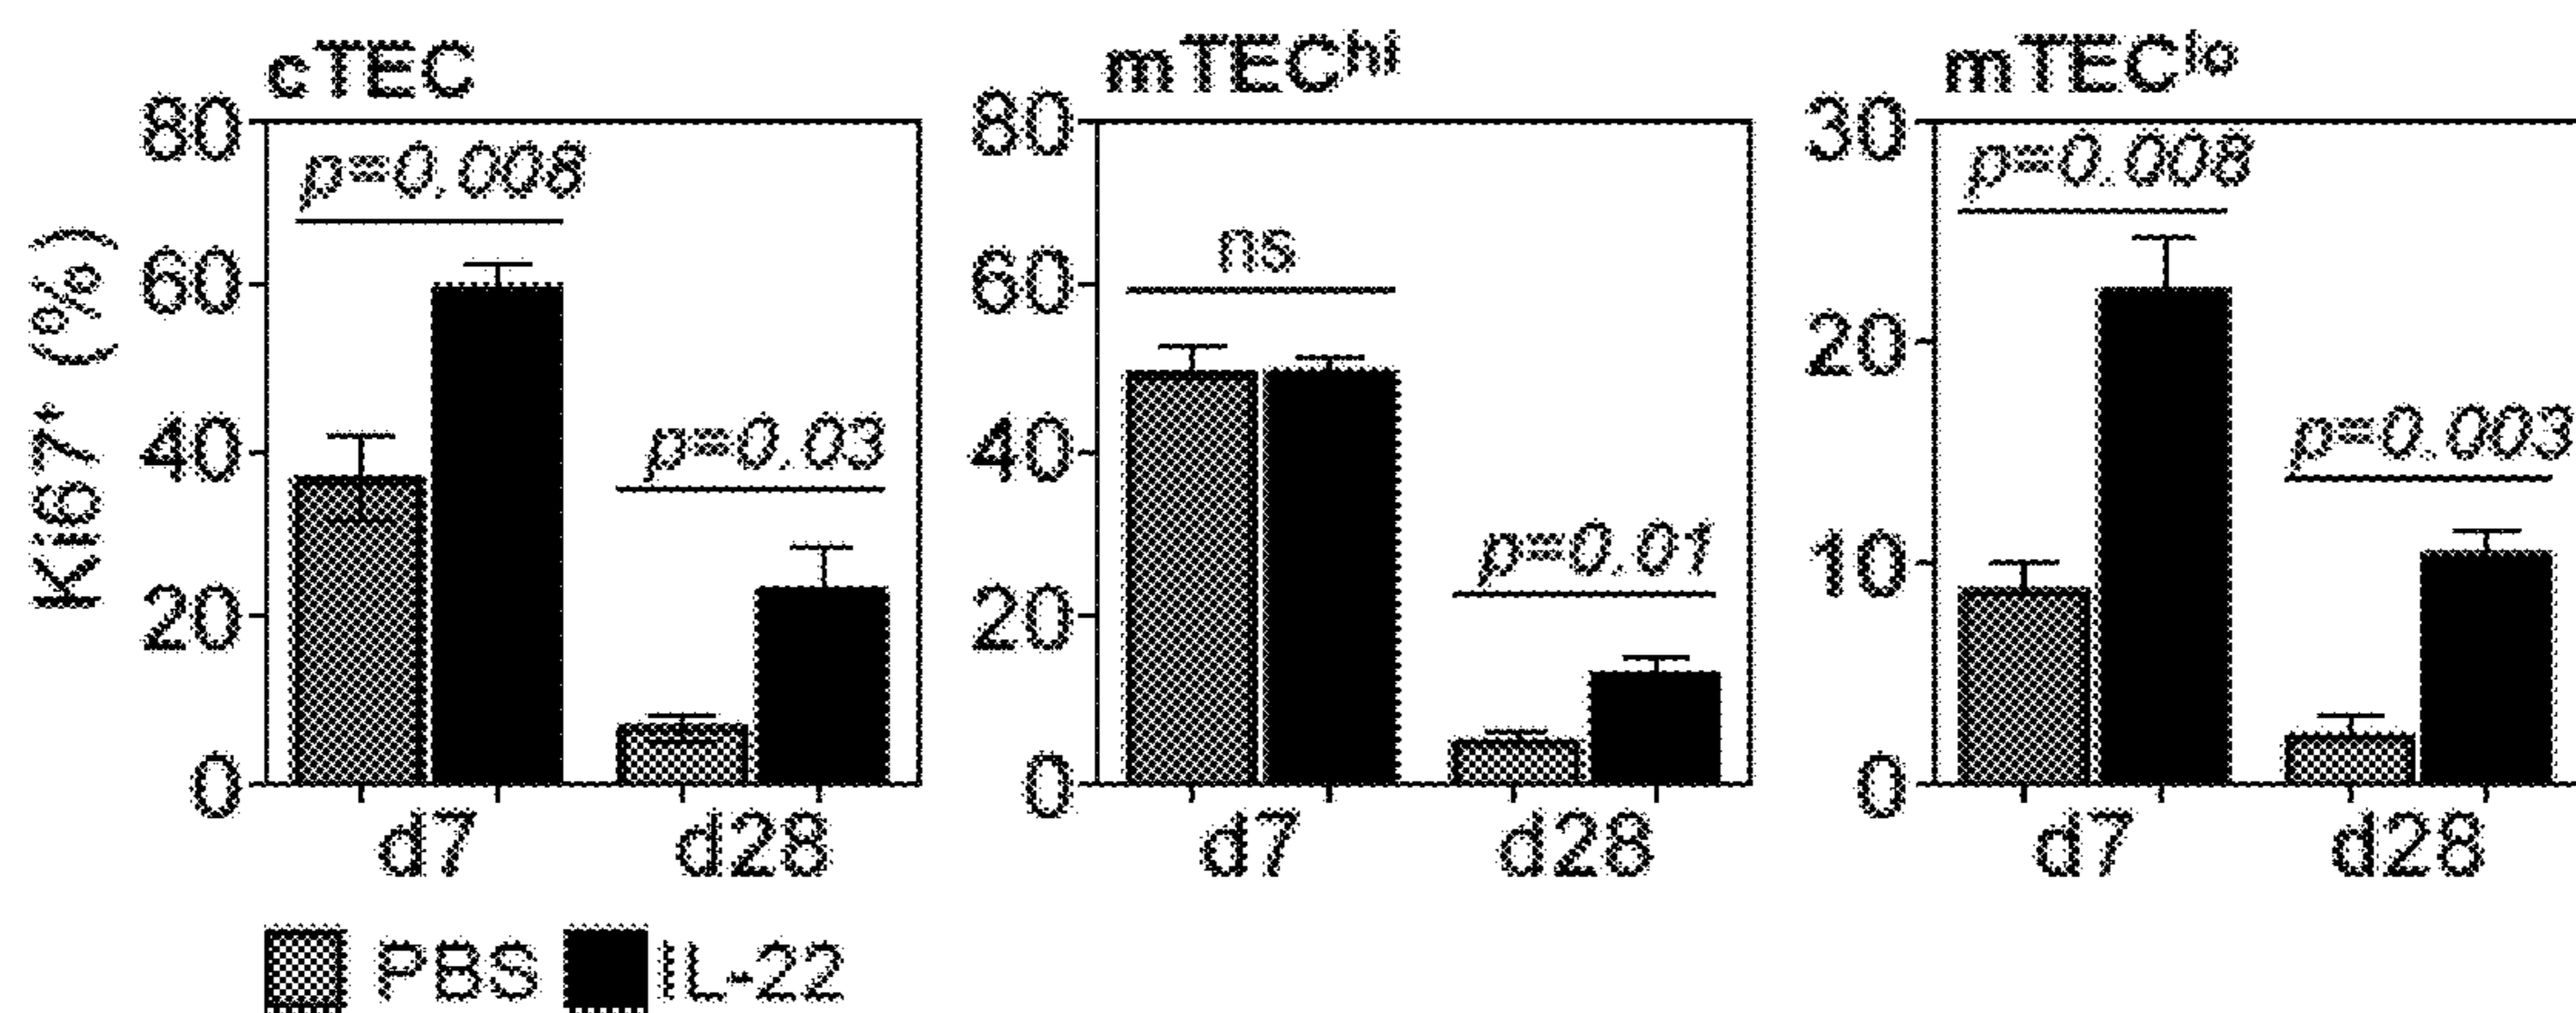 cTEC
mTEC^hi
mTEC^lo
Ki67+ (%)
80
60
40
20
0
p=0.008
p=0.03
d7
d28
80
60
40
20
0
ns
p=0.01
d7
d28
30
20
10
0
p=0.008
p=0.003
d7
d28
PBS
IL-22